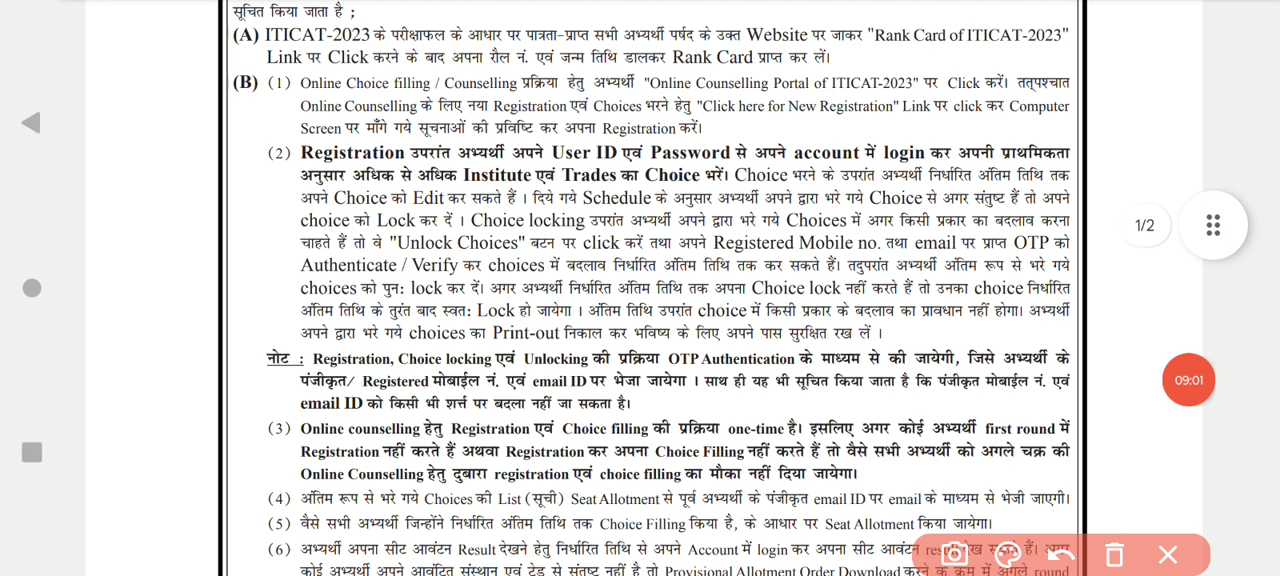 सूचित किया जाता है ;
(A) ITICAT-2023 के परीक्षाफल के आधार पर पात्रता-प्राप्त सभी अभ्यर्थी पर्षद के उक्त Website पर जाकर "Rank Card of ITICAT-2023"
Link पर Click करने के बाद अपना रौल नं. एवं जन्म तिथि डालकर Rank Card प्राप्त कर लें।
(B) (1) Online Choice filling / Counselling प्रक्रिया हेतु अभ्यर्थी "Online Counselling Portal of ITICAT-2023" पर Click करें। तत्पश्चात
Online Counselling के लिए नया Registration एवं Choices भरने हेतु "Click here for New Registration" Link पर click कर Computer
Screen पर माँगे गये सूचनाओं की प्रविष्टि कर अपना Registration करें।
(2) Registration उपरांत अभ्यर्थी अपने User ID एवं Password से अपने account में login कर अपनी प्राथमिकता
अनुसार अधिक से अधिक Institute एवं Trades का Choice भरें। Choice भरने के उपरांत अभ्यर्थी निर्धारित अंतिम तिथि तक
अपने Choice को Edit कर सकते हैं । दिये गये Schedule के अनुसार अभ्यर्थी अपने द्वारा भरे गये Choice से अगर संतुष्ट हैं तो अपने
choice को Lock कर दें । Choice locking उपरांत अभ्यर्थी अपने द्वारा भरे गये Choices में अगर किसी प्रकार का बदलाव करना
चाहते हैं तो वे "Unlock Choices" बटन पर click करें तथा अपने Registered Mobile no. तथा email पर प्राप्त OTP को
Authenticate / Verify कर choices में बदलाव निर्धारित अंतिम तिथि तक कर सकते हैं। तदुपरांत अभ्यर्थी अंतिम रूप से भरे गये
choices को पुन: lock कर दें। अगर अभ्यर्थी निर्धारित अंतिम तिथि तक अपना Choice lock नहीं करते हैं तो उनका choice निर्धारित
अंतिम तिथि के तुरंत बाद स्वत: Lock हो जायेगा । अंतिम तिथि उपरांत choice में किसी प्रकार के बदलाव का प्रावधान नहीं होगा। अभ्यर्थी
अपने द्वारा भरे गये choices का Print-out निकाल कर भविष्य के लिए अपने पास सुरक्षित रख लें ।
नोट : Registration, Choice locking एवं Unlocking की प्रक्रिया OTP Authentication के माध्यम से की जायेगी, जिसे अभ्यर्थी के
पंजीकृत/ Registered मोबाईल नं. एवं email ID पर भेजा जायेगा । साथ ही यह भी सूचित किया जाता है कि पंजीकृत मोबाईल नं. एवं
email ID को किसी भी शर्त्त पर बदला नहीं जा सकता है।
(3) Online counselling हेतु Registration एवं Choice filling की प्रक्रिया one-time है। इसलिए अगर कोई अभ्यर्थी first round में
Registration नहीं करते हैं अथवा Registration कर अपना Choice Filling नहीं करते हैं तो वैसे सभी अभ्यर्थी को अगले चक्र की
Online Counselling हेतु दुबारा registration एवं choice filling का मौका नहीं दिया जायेगा।
(4) अंतिम रूप से भरे गये Choices की List (सूची) Seat Allotment से पूर्व अभ्यर्थी के पंजीकृत email ID पर email के माध्यम से भेजी जाएगी।
(5) वैसे सभी अभ्यर्थी जिन्होंने निर्धारित अंतिम तिथि तक Choice Filling किया है, के आधार पर Seat Allotment किया जायेगा।
(6) अभ्यर्थी अपना सीट आवंटन Result देखने हेतु निर्धारित तिथि से अपने Account में login कर अपना सीट आवंटन result देख सकते हैं। अगर
कोई अभ्यर्थी अपने आवंटित संस्थान एवं ट्रेड से संतुष्ट नहीं है तो Provisional Allotment Order Download करने के क्रम में अगले round
1/2
09:01